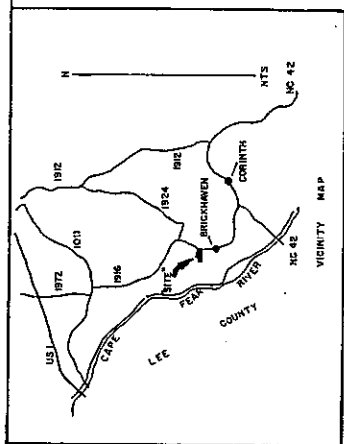 N
NTS
NC 42
1912
1912
1924
1013
1972
1916
US 1
"SITE"
BRICKHAVEN
CORINTH
CAPE
FEAR
RIVER
LEE
COUNTY
NC 42
VICINITY MAP